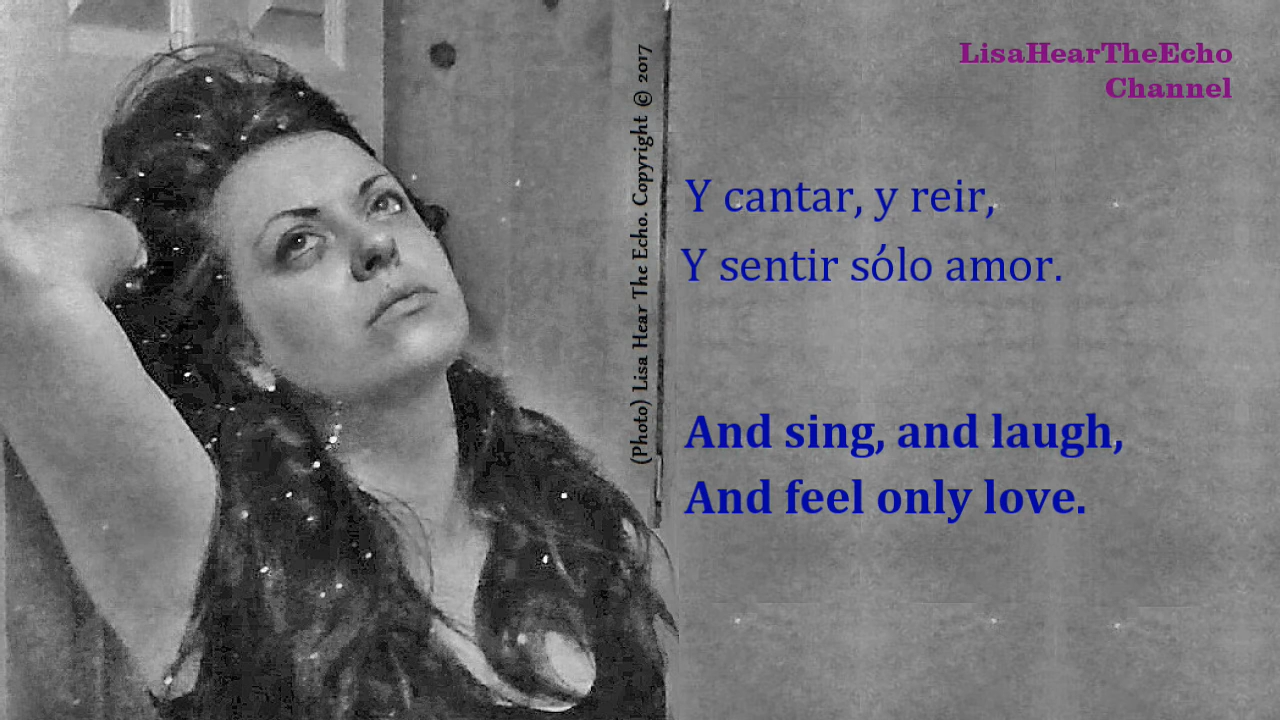 LisaHearTheEcho
Channel
(Photo) Lisa Hear The Echo. Copyright © 2017
Y cantar, y reir,
Y sentir sólo amor.
And sing, and laugh,
And feel only love.